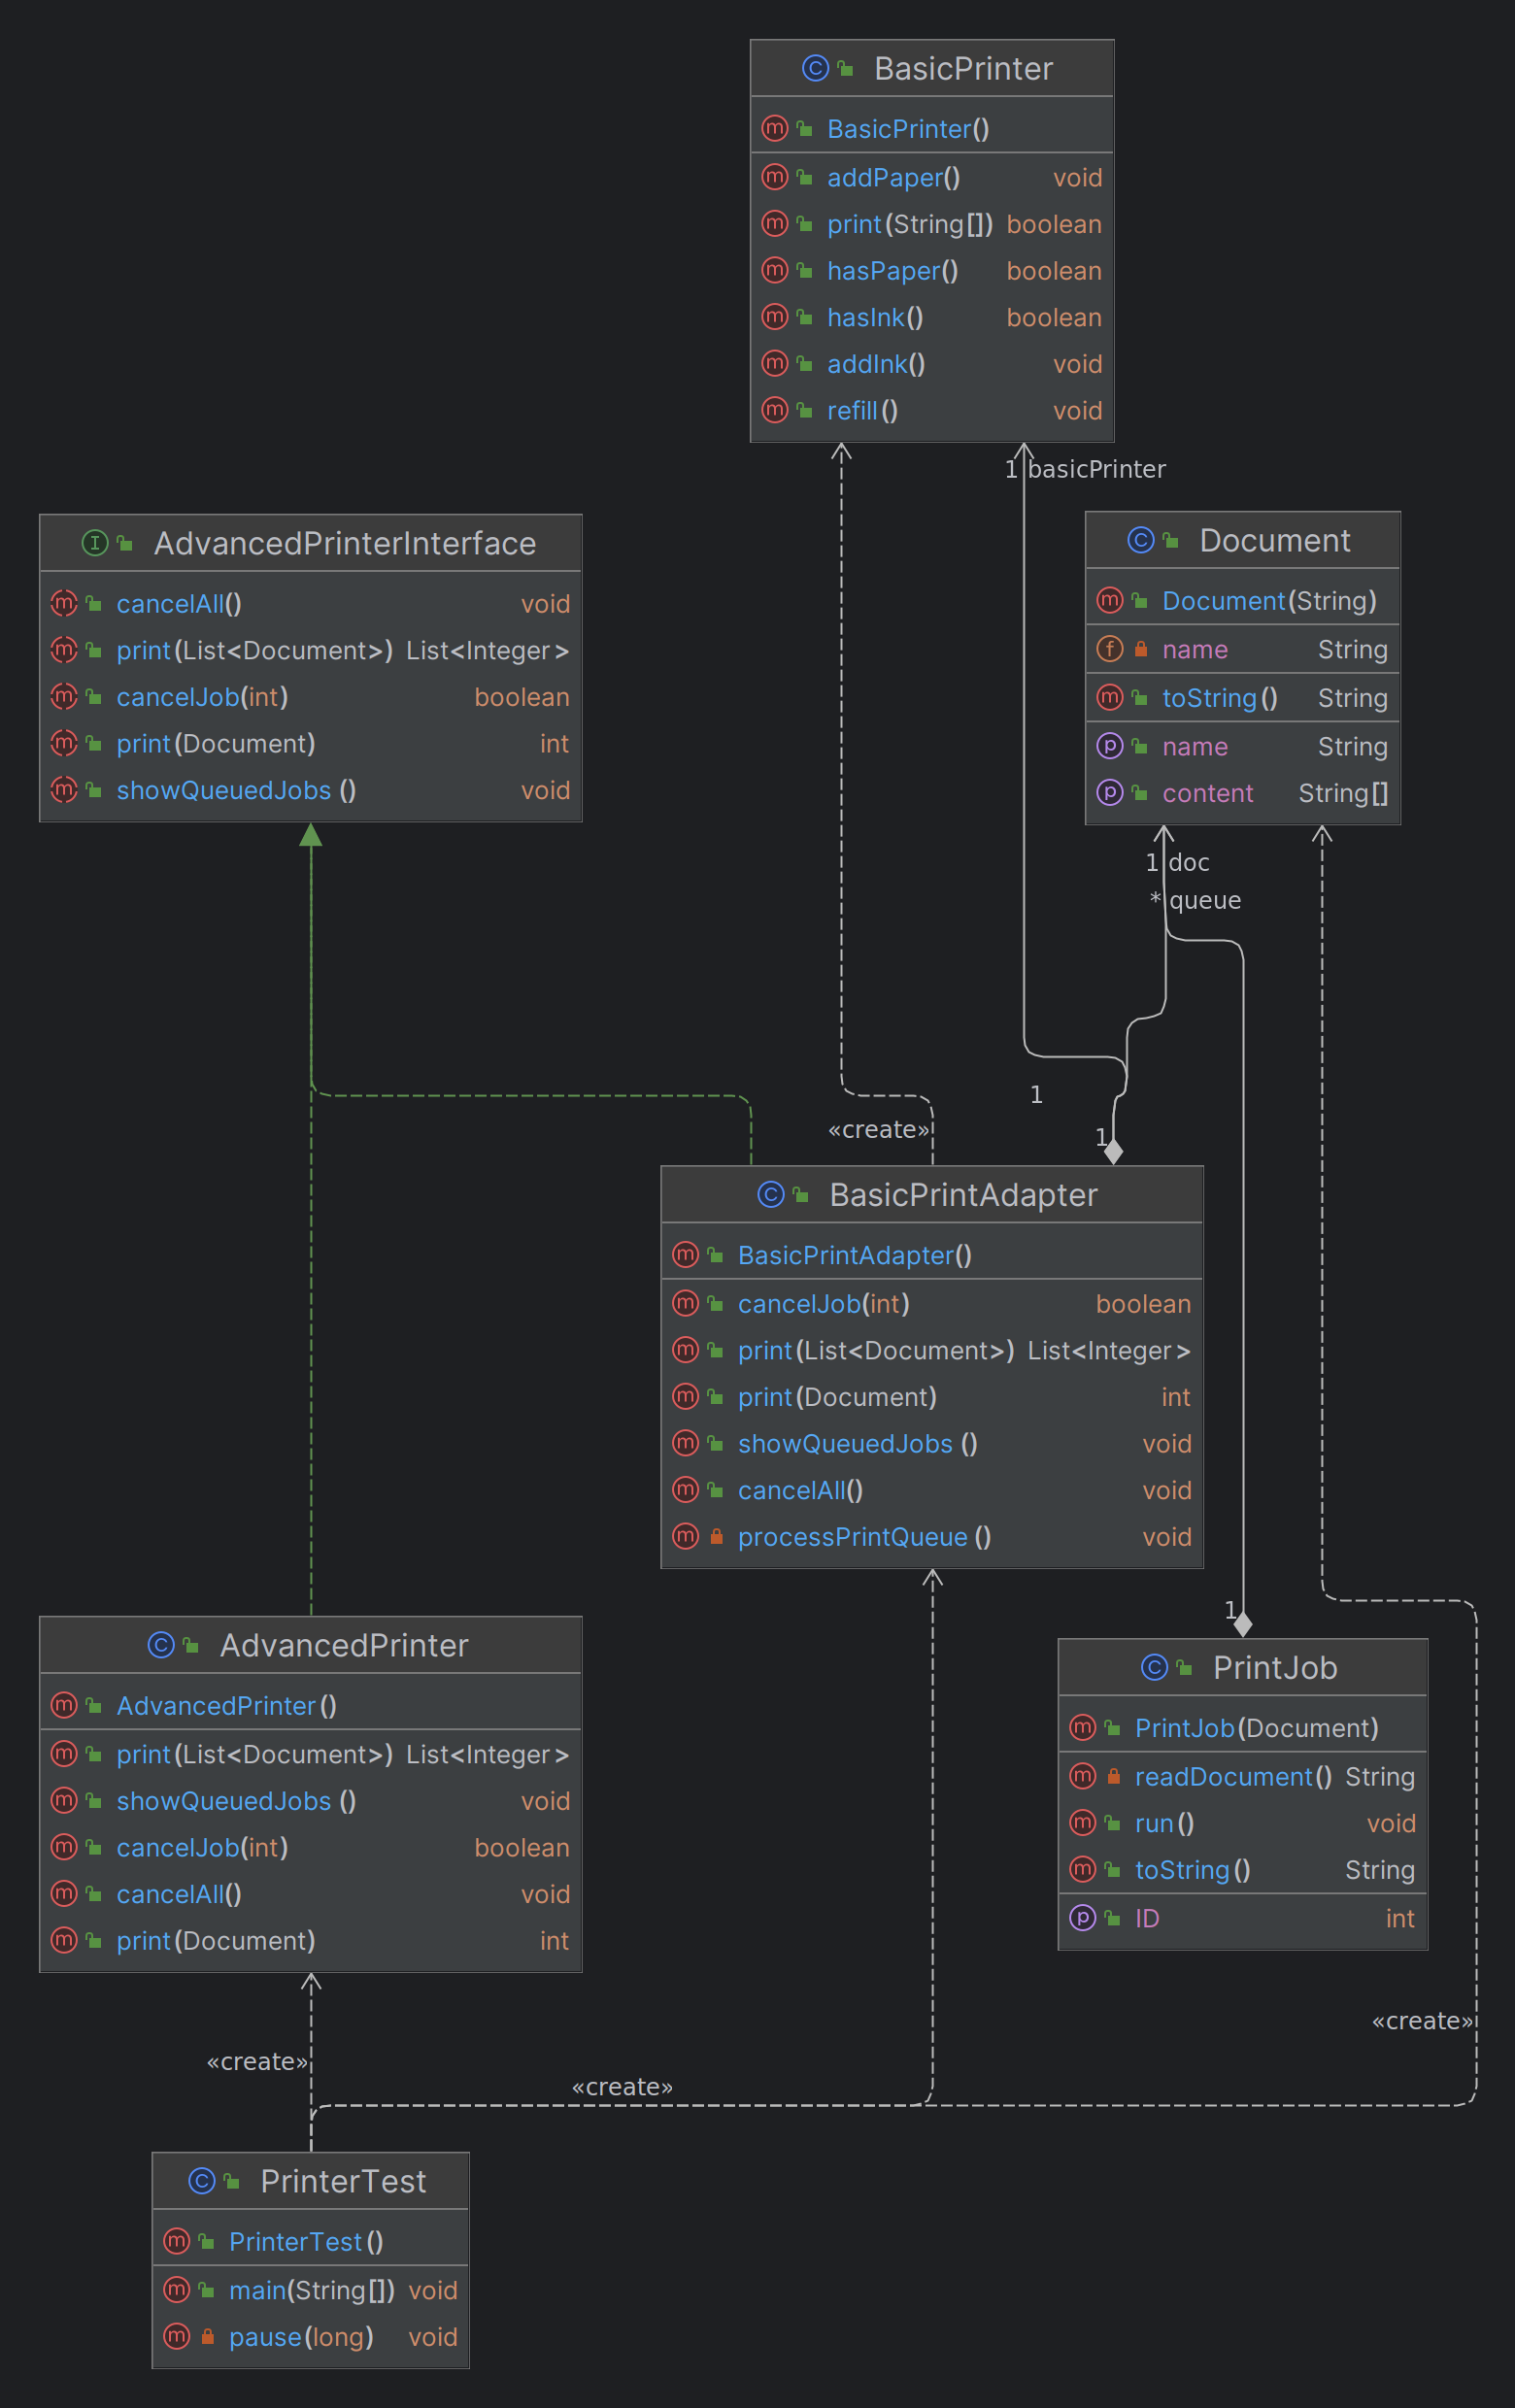 BasicPrinter
BasicPrinter()
addPaper() void
print(String[]) boolean
hasPaper() boolean
hasInk() boolean
addInk() void
refill() void
1 basicPrinter
AdvancedPrinterInterface
cancelAll() void
print(List<Document>) List<Integer>
cancelJob(int) boolean
print(Document) int
showQueuedJobs() void
Document
Document(String)
name String
toString() String
name String
content String[]
1 doc
* queue
1
«create»
1
BasicPrintAdapter
BasicPrintAdapter()
cancelJob(int) boolean
print(List<Document>) List<Integer>
print(Document) int
showQueuedJobs() void
cancelAll() void
processPrintQueue() void
AdvancedPrinter
AdvancedPrinter()
print(List<Document>) List<Integer>
showQueuedJobs() void
cancelJob(int) boolean
cancelAll() void
print(Document) int
1
PrintJob
PrintJob(Document)
readDocument() String
run() void
toString() String
ID int
«create»
«create»
«create»
PrinterTest
PrinterTest()
main(String[]) void
pause(long) void